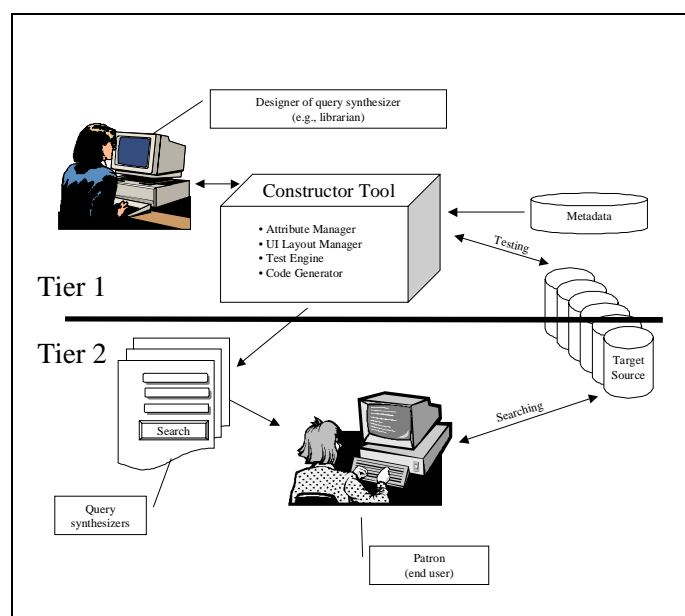 Designer of query synthesizer
(e.g., librarian)
Constructor Tool
• Attribute Manager
• UI Layout Manager
• Test Engine
• Code Generator
Metadata
Testing
Tier 1
Tier 2
Target
Source
Search
Searching
Query
synthesizers
Patron
(end user)